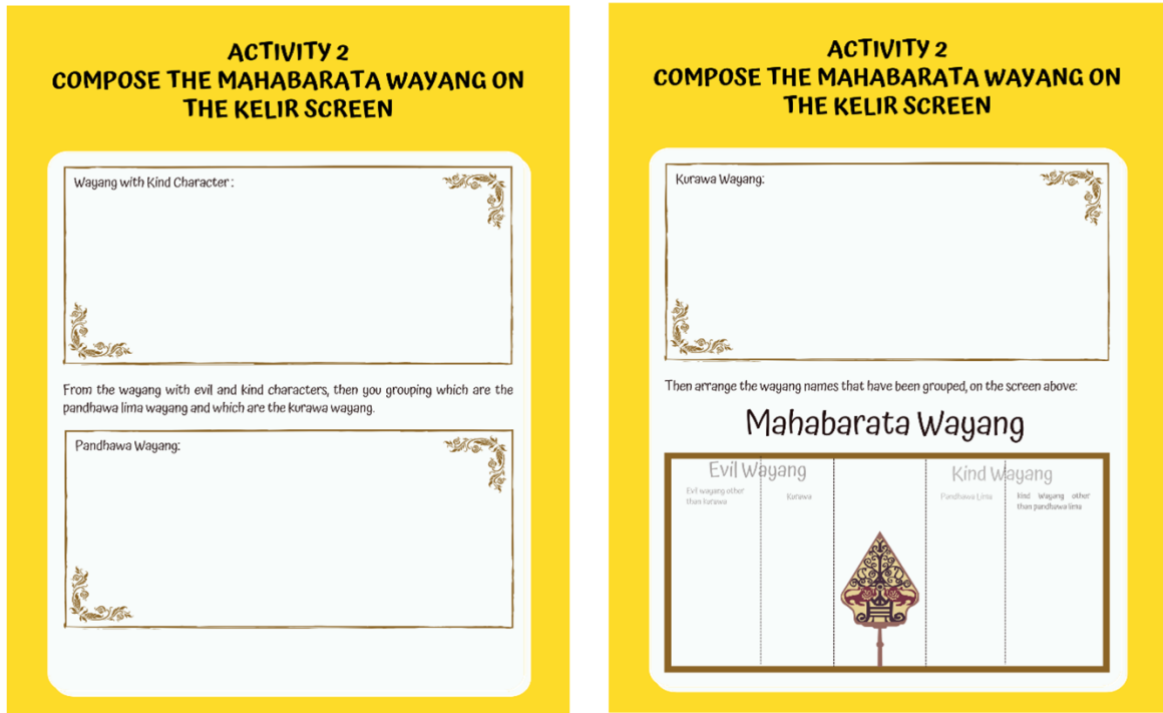 ACTIVITY 2
COMPOSE THE MAHABARATA WAYANG ON
THE KELIR SCREEN
Wayang with Kind Character :
From the wayang with evil and kind characters, then you grouping which are the
pandhawa lima wayang and which are the kurawa wayang.
Pandhawa Wayang:
ACTIVITY 2
COMPOSE THE MAHABARATA WAYANG ON
THE KELIR SCREEN
Kurawa Wayang:
Then arrange the wayang names that have been grouped, on the screen above:
Mahabarata Wayang
Evil Wayang
Evil wayang other
than kurawa
Kurawa
Kind Wayang
Pandhawa Lima
kind Wayang other
than pandhawa lima